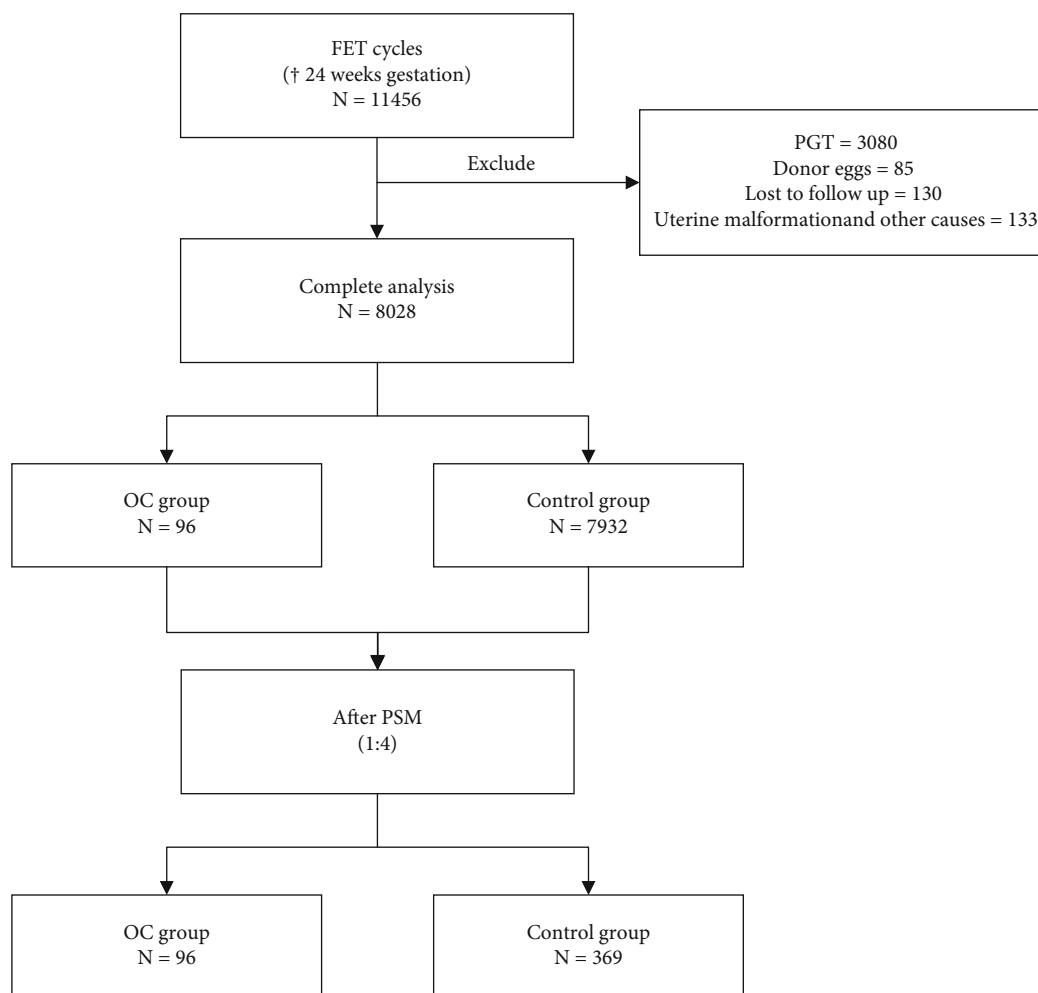 FET cycles
(† 24 weeks gestation)
N = 11456
Exclude
PGT = 3080
Donor eggs = 85
Lost to follow up = 130
Uterine malformationand other causes = 133
Complete analysis
N = 8028
OC group
N = 96
Control group
N = 7932
After PSM
(1:4)
OC group
N = 96
Control group
N = 369